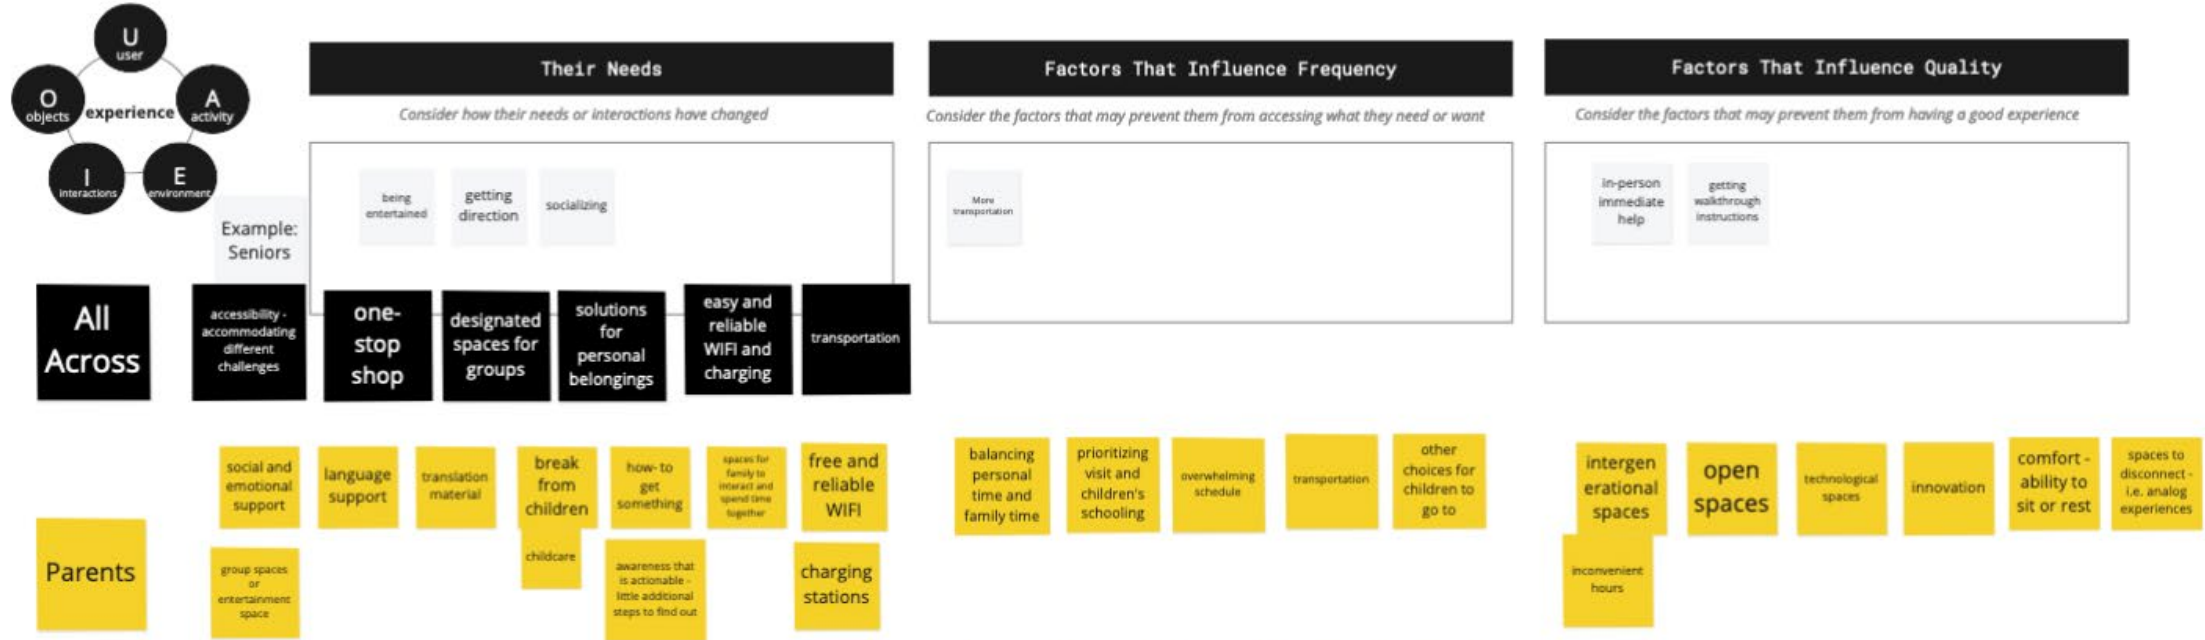 U
user
O
objects
A
activity
experience
I
interactions
E
environment
Their Needs
Consider how their needs or interactions have changed
Factors That Influence Frequency
Consider the factors that may prevent them from accessing what they need or want
Factors That Influence Quality
Consider the factors that may prevent them from having a good experience
Example:
Seniors
being
entertained
getting
direction
socializing
More
transportation
in-person
immediate
help
getting
walkthrough
instructions
All
Across
accessibility -
accommodating
different
challenges
one-
stop
shop
designated
spaces for
groups
solutions
for
personal
belongings
easy and
reliable
WIFI and
charging
transportation
Parents
social and
emotional
support
language
support
translation
material
break
from
children
how-to
get
something
spaces for
family to
interact and
spend time
together
free and
reliable
WIFI
group spaces
or
entertainment
space
childcare
awareness that
is actionable -
little additional
steps to find out
charging
stations
balancing
personal
time and
family time
prioritizing
visit and
children's
schooling
overwhelming
schedule
transportation
other
choices for
children to
go to
intergen
erational
spaces
open
spaces
technological
spaces
innovation
comfort -
ability to
sit or rest
spaces to
disconnect -
i.e. analog
experiences
inconvenient
hours